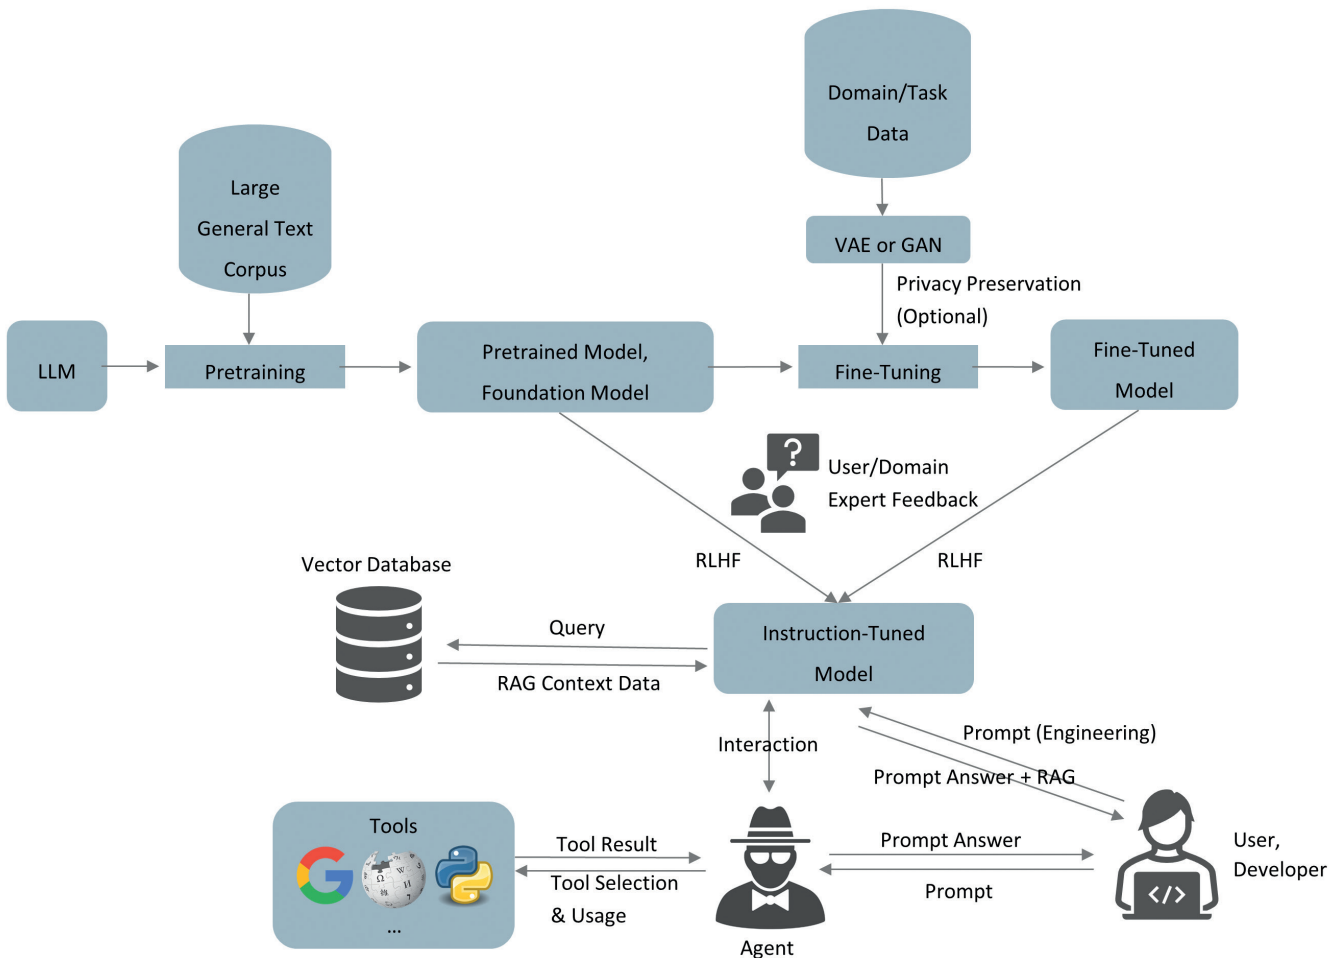 Domain/Task
Data
Large
General Text
Corpus
VAE or GAN
Privacy Preservation
(Optional)
LLM
Pretraining
Pretrained Model,
Foundation Model
Fine-Tuning
Fine-Tuned
Model
?
User/Domain
Expert Feedback
RLHF
RLHF
Vector Database
Query
RAG Context Data
Instruction-Tuned
Model
Interaction
Prompt (Engineering)
Prompt Answer + RAG
Tools
...
Tool Result
Tool Selection
& Usage
Agent
Prompt Answer
Prompt
</>
User,
Developer